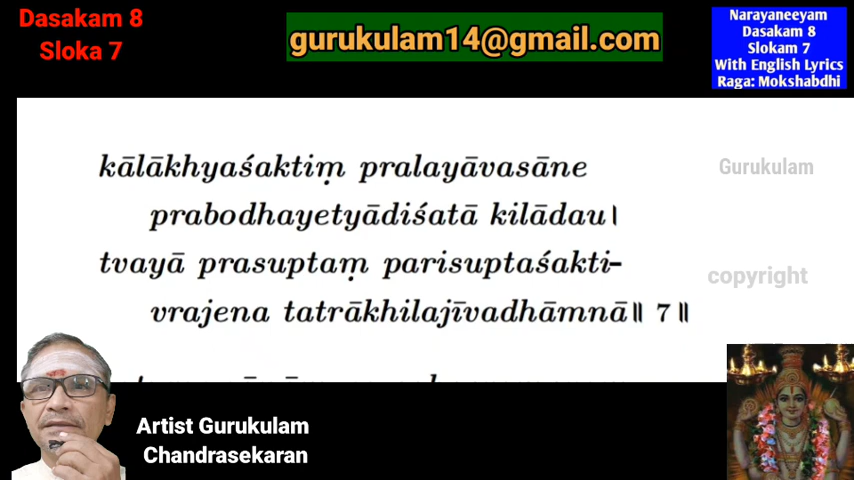 Dasakam 8
Sloka 7
gurukulam14@gmail.com
Narayaneeyam
Dasakam 8
Slokam 7
With English Lyrics
Raga: Mokshabdhi
kālākhyaśaktiṃ pralayāvasāne
prabodhayetyādiśatā kilādau।
tvayā prasuptaṃ parisuptaśakti-
vrajena tatrākhilajīvadhāmnā॥ 7॥
Gurukulam
copyright
Artist Gurukulam
Chandrasekaran